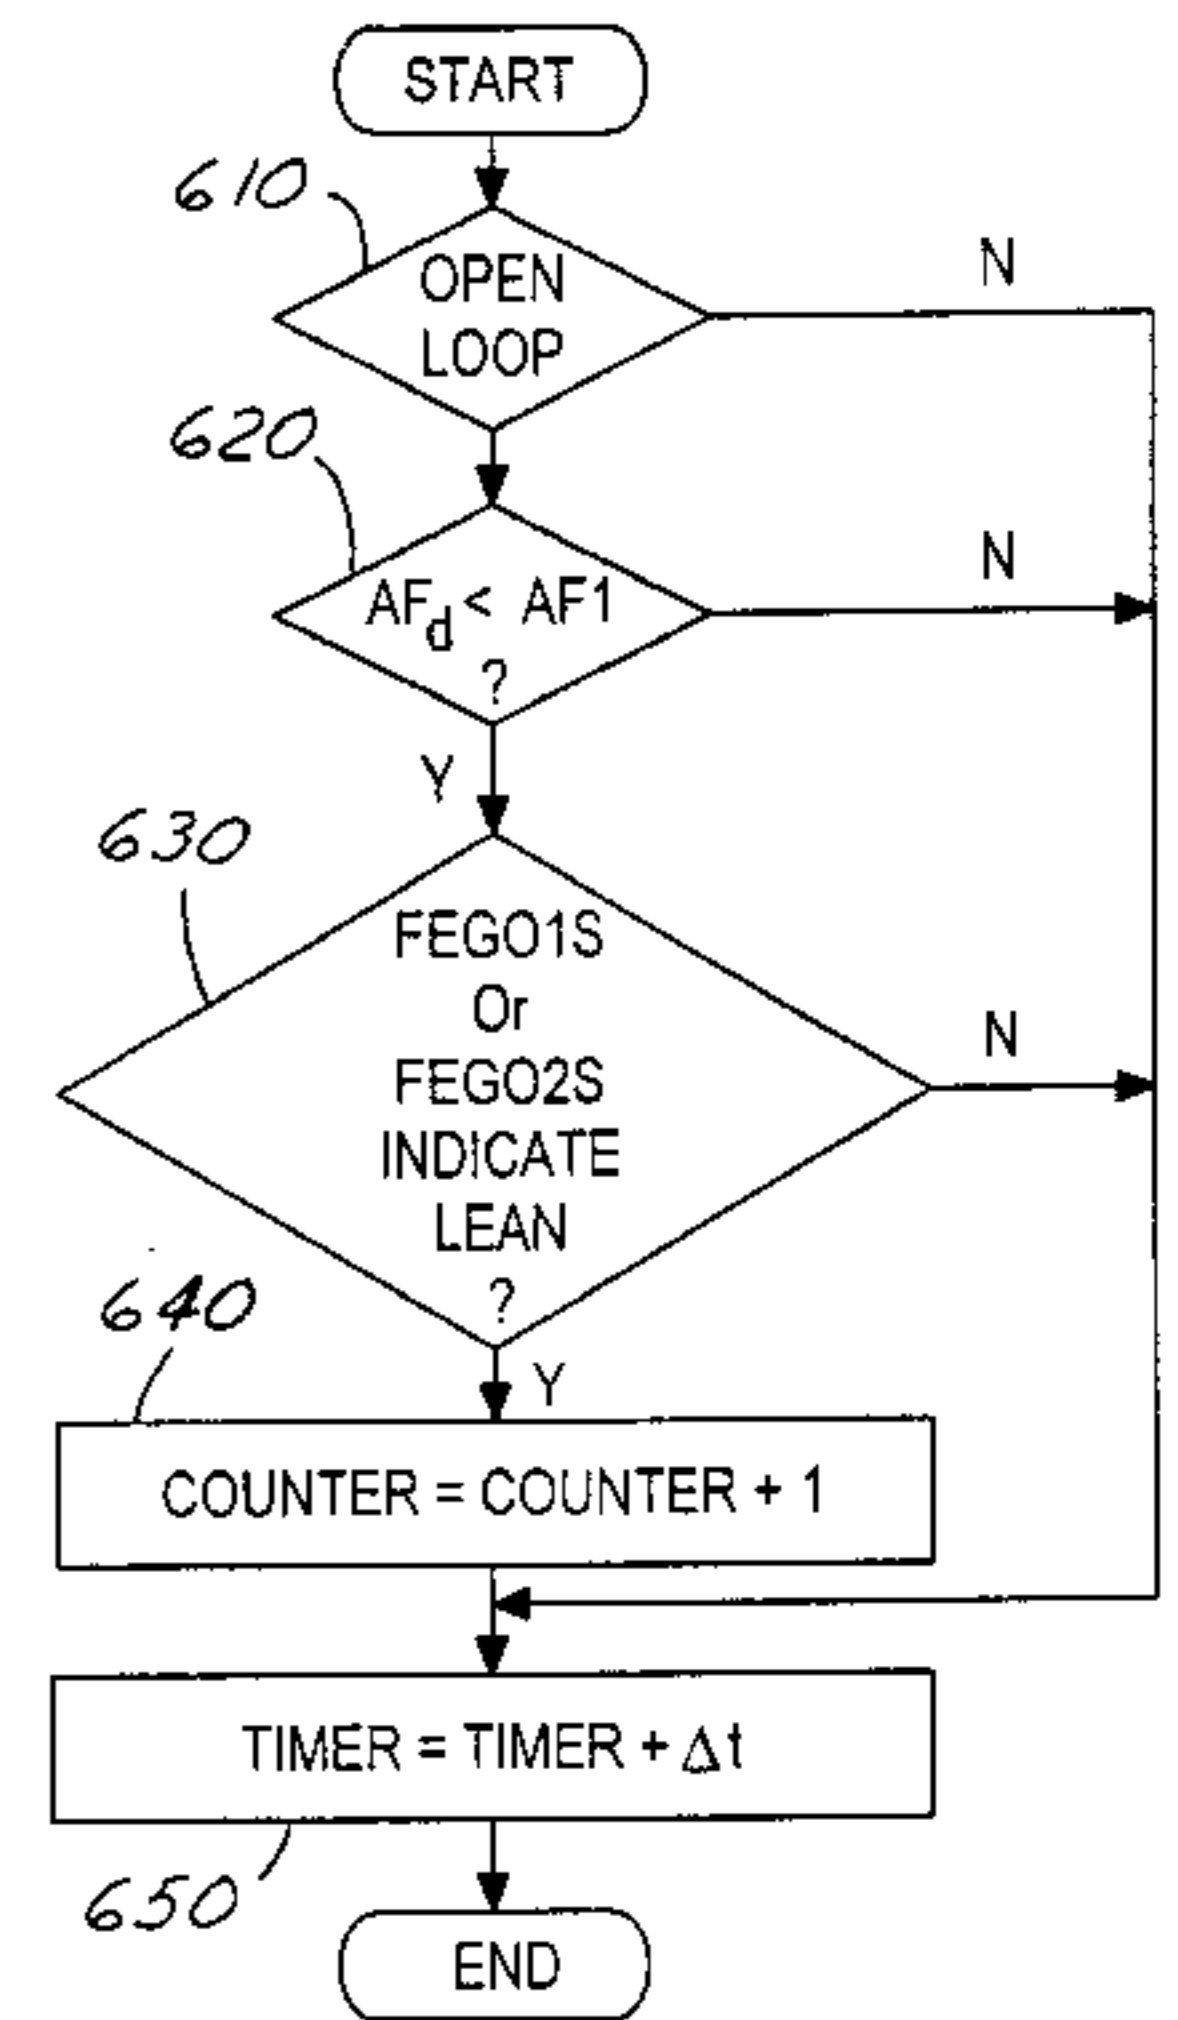 START
610
OPEN
LOOP
N
620
AFd < AF1
?
N
Y
630
FEGO1S
Or
FEGO2S
INDICATE
LEAN
?
N
640
Y
COUNTER = COUNTER + 1
TIMER = TIMER + Δt
650
END